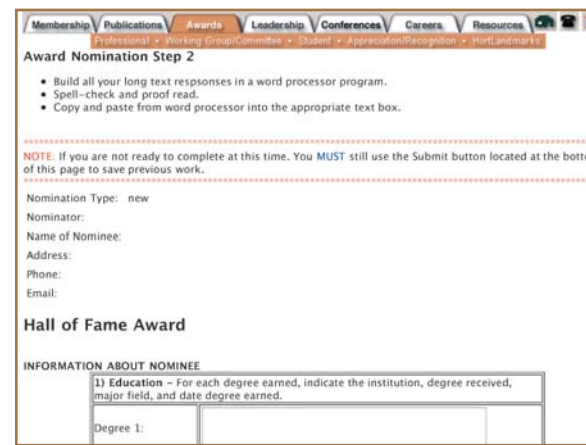 Membership Publications Awards Leadership Conferences Careers Resources
Professional • Working Group/Committee • Student • Appreciation/Recognition • HortLandmarks
Award Nomination Step 2
• Build all your long text respsonses in a word processor program.
• Spell-check and proof read.
• Copy and paste from word processor into the appropriate text box.
NOTE: If you are not ready to complete at this time. You MUST still use the Submit button located at the botto
of this page to save previous work.
Nomination Type: new
Nominator:
Name of Nominee:
Address:
Phone:
Email:
Hall of Fame Award
INFORMATION ABOUT NOMINEE
1) Education – For each degree earned, indicate the institution, degree received,
major field, and date degree earned.
Degree 1: